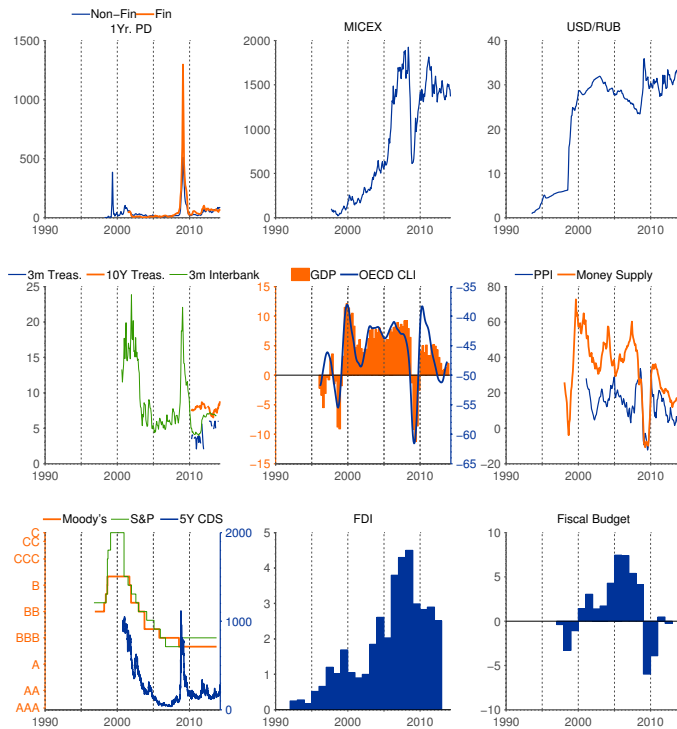 Non−Fin Fin
1Yr. PD
MICEX
USD/RUB
1500
1000
500
0
1990 2000 2010
2000
1500
1000
500
0
1990 2000 2010
40
30
20
10
0
1990 2000 2010
3m Treas. 10Y Treas. 3m Interbank
GDP OECD CLI
PPI Money Supply
25
20
15
10
5
0
1990 2000 2010
15
10
5
0
−5
−10
−15
−35
−40
−45
−50
−55
−60
−65
1990 2000 2010
80
60
40
20
0
−20
1990 2000 2010
Moody's S&P 5Y CDS
FDI
Fiscal Budget
C
CC
CCC
B
BB
BBB
A
AA
AAA
2000
1000
0
1990 2000 2010
5
4
3
2
1
0
1990 2000 2010
10
5
0
−5
−10
1990 2000 2010